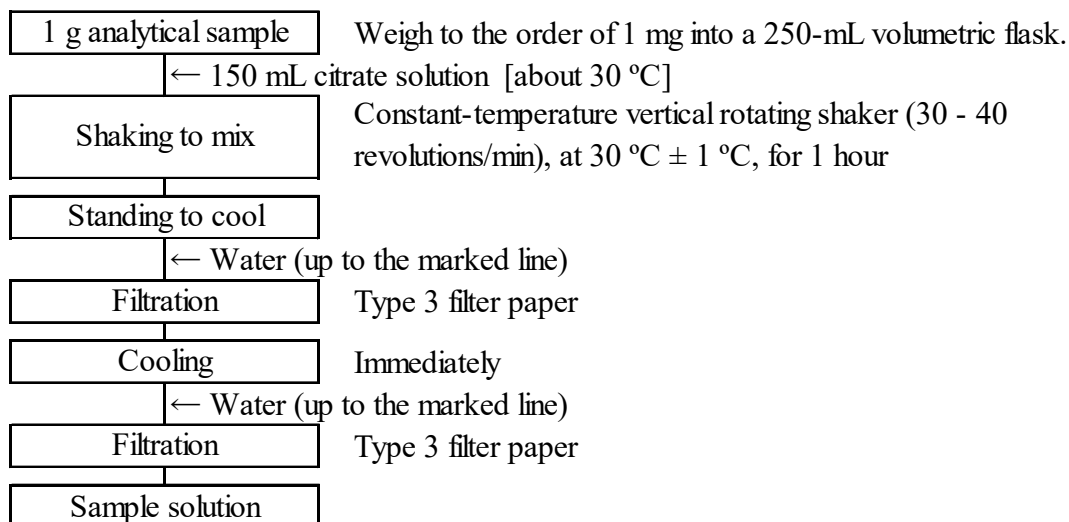 1 g analytical sample Weigh to the order of 1 mg into a 250-mL volumetric flask.
← 150 mL citrate solution [about 30 ºC]
Shaking to mix
Constant-temperature vertical rotating shaker (30 - 40
revolutions/min), at 30 ºC ± 1 ºC, for 1 hour
Standing to cool
← Water (up to the marked line)
Filtration Type 3 filter paper
Cooling Immediately
← Water (up to the marked line)
Filtration Type 3 filter paper
Sample solution